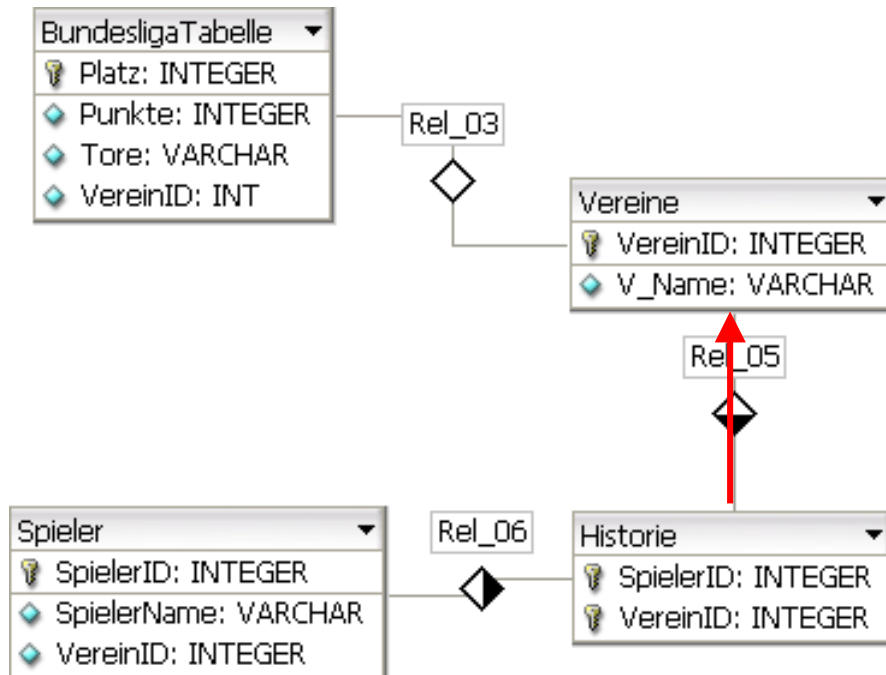 BundesligaTabelle
Platz: INTEGER
Punkte: INTEGER
Tore: VARCHAR
VereinID: INT
Rel_03
Vereine
VereinID: INTEGER
V_Name: VARCHAR
Rel_05
Spieler
SpielerID: INTEGER
SpielerName: VARCHAR
VereinID: INTEGER
Rel_06
Historie
SpielerID: INTEGER
VereinID: INTEGER